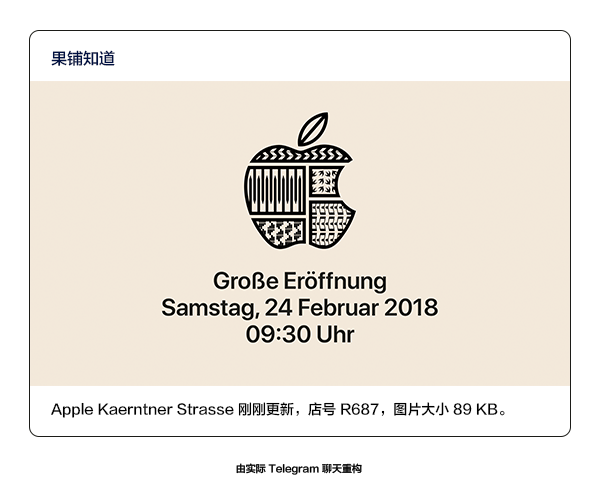 果铺知道
Große Eröffnung
Samstag, 24 Februar 2018
09:30 Uhr
Apple Kaerntner Strasse 刚刚更新，店号 R687，图片大小 89 KB。
由实际 Telegram 聊天重构